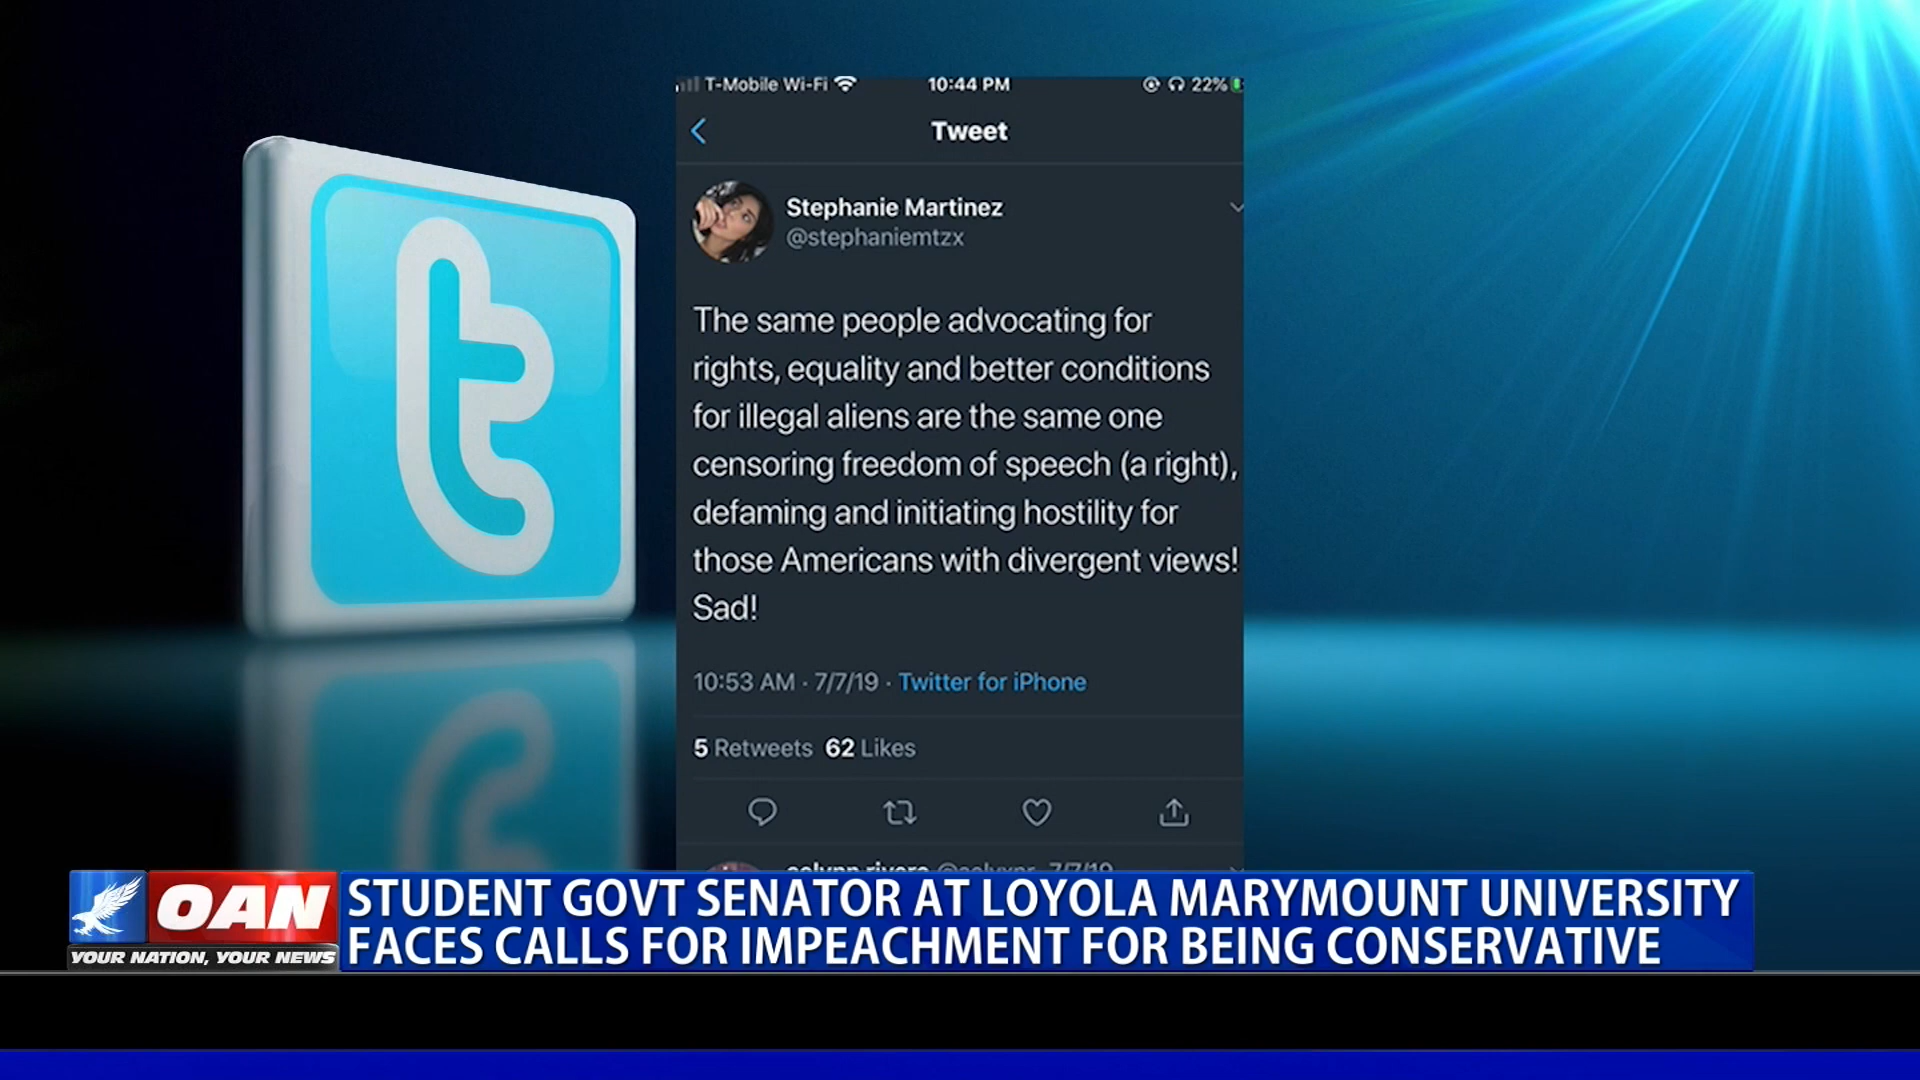 T-Mobile Wi-Fi 10:44 PM 22%
Tweet
Stephanie Martinez
@stephaniemtzx
The same people advocating for
rights, equality and better conditions
for illegal aliens are the same one
censoring freedom of speech (a right),
defaming and initiating hostility for
those Americans with divergent views!
Sad!
10:53 AM · 7/7/19 · Twitter for iPhone
5 Retweets 62 Likes
7/7/19
OAN
YOUR NATION, YOUR NEWS
STUDENT GOVT SENATOR AT LOYOLA MARYMOUNT UNIVERSITY
FACES CALLS FOR IMPEACHMENT FOR BEING CONSERVATIVE